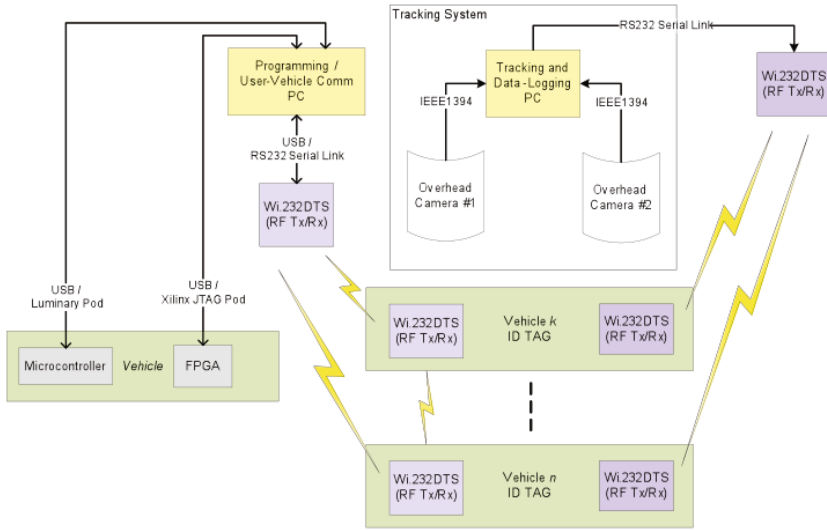 Tracking System
RS232 Serial Link
Programming /
User-Vehicle Comm
PC
Tracking and
Data-Logging
PC
Wi.232DTS
(RF Tx/Rx)
IEEE1394
IEEE1394
USB /
RS232 Serial Link
Wi.232DTS
(RF Tx/Rx)
Overhead
Camera #1
Overhead
Camera #2
USB /
Luminary Pod
USB /
Xilinx JTAG Pod
Microcontroller
Vehicle
FPGA
Wi.232DTS
(RF Tx/Rx)
Vehicle k
ID TAG
Wi.232DTS
(RF Tx/Rx)
Wi.232DTS
(RF Tx/Rx)
Vehicle n
ID TAG
Wi.232DTS
(RF Tx/Rx)